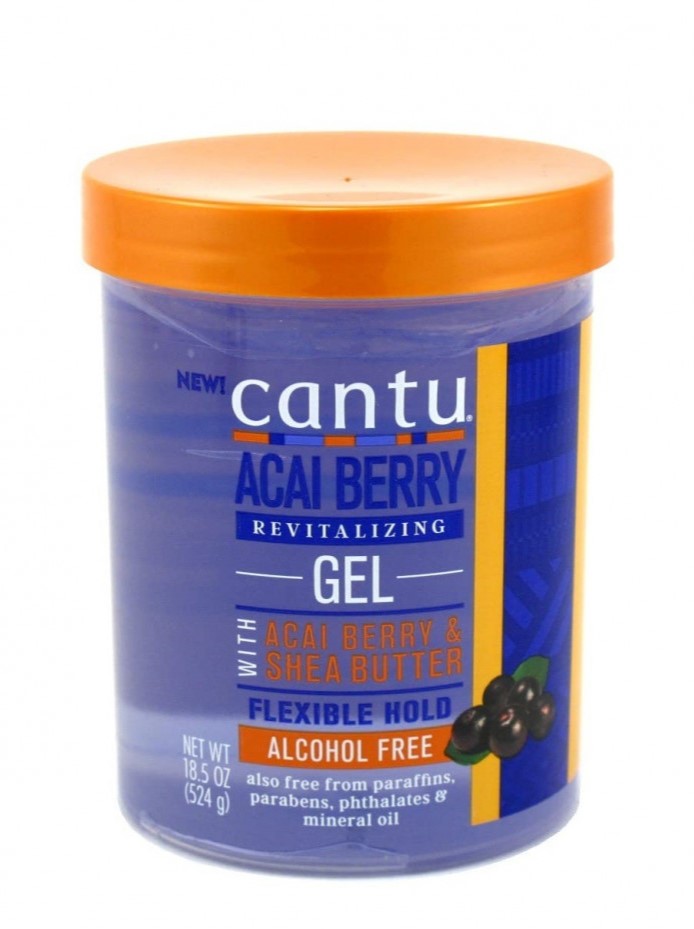 NEW!
cantu®
ACAI BERRY
REVITALIZING
GEL
WITH
ACAI BERRY &
SHEA BUTTER
FLEXIBLE HOLD
ALCOHOL FREE
NET WT
18.5 OZ
(524 g)
also free from paraffins,
parabens, phthalates &
mineral oil